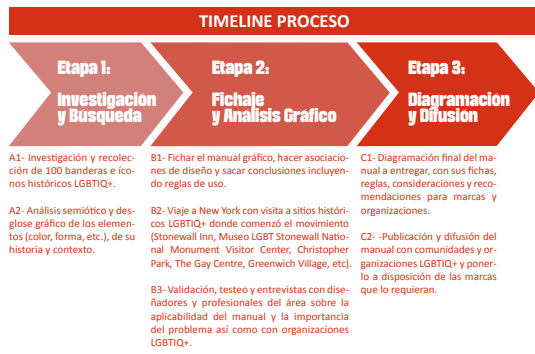 TIMELINE PROCESO
Etapa 1:
Investigación
y Búsqueda
Etapa 2:
Fichaje
y Análisis Gráfico
Etapa 3:
Diagramación
y Difusión
A1- Investigación y recolec-
ción de 100 banderas e íco-
nos históricos LGBTIQ+.
A2- Análisis semiótico y des-
glose gráfico de los elemen-
tos (color, forma, etc.), de su
historia y contexto.
B1- Fichar el manual gráfico, hacer asociacio-
nes de diseño y sacar conclusiones incluyen-
do reglas de uso.
B2- Viaje a New York con visita a sitios históri-
cos LGBTIQ+ donde comenzó el movimiento
(Stonewall Inn, Museo LGBT Stonewall Natio-
nal Monument Visitor Center, Christopher
Park, The Gay Centre, Greenwich Village, etc).
B3- Validación, testeo y entrevistas con dise-
ñadores y profesionales del área sobre la
aplicabilidad del manual y la importancia
del problema así como con organizaciones
LGBTIQ+.
C1- Diagramación final del ma-
nual a entregar, con sus fichas,
reglas, consideraciones y reco-
mendaciones para marcas y
organizaciones.
C2- -Publicación y difusión del
manual con comunidades y or-
ganizaciones LGBTIQ+ y poner-
lo a disposición de las marcas
que lo requieran.